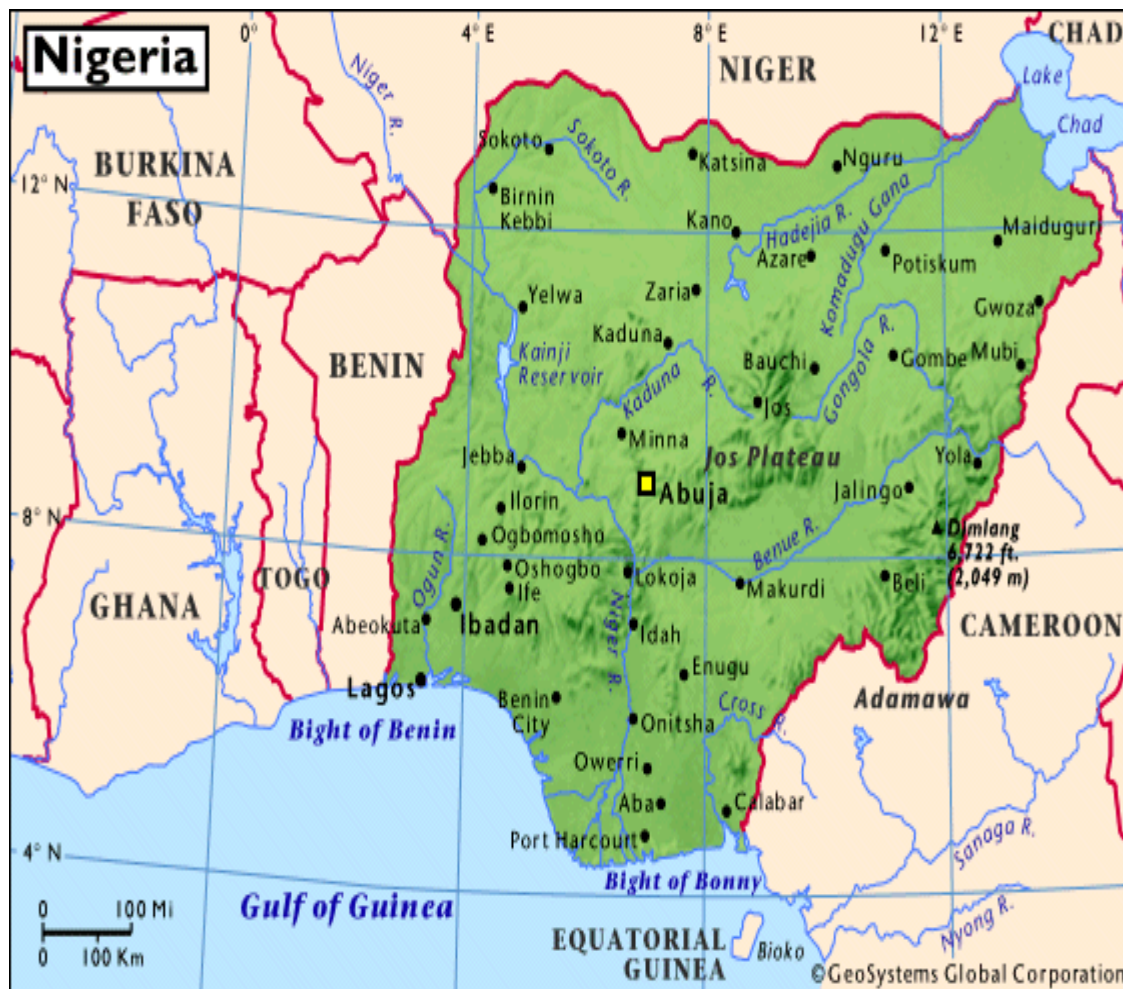 Nigeria
0°
4° E
8° E
12° E
CHAD
NIGER
Lake
Chad
Niger R.
BURKINA
FASO
12° N
Sokoto
Sokoto R.
Katsina
Nguru
Birnin
Kebbi
Kano
Hadejia R.
Komadugu Gana
Azare
Potiskum
Maiduguri
Yelwa
Zaria
Gwoza
Kaduna
BENIN
Kainji
Reservoir
Kaduna R.
Bauchi
Gongola R.
Gombe
Mubi
Jos
Minna
Jos Plateau
Jebba
Yola
Abuja
Jalingo
Ilorin
8° N
Ogbomosho
Ogun R.
Benue R.
Dimlang
6,722 ft.
(2,049 m)
Oshogbo
Lokoja
TOGO
Ife
Makurdi
Beli
GHANA
Abeokuta
Ibadan
Niger R.
Idah
CAMEROON
Lagos
Enugu
Adamawa
Benin
City
Cross R.
Onitsha
Bight of Benin
Owerri
Aba
Calabar
Port Harcourt
4° N
Sanaga R.
Bight of Bonny
Gulf of Guinea
0 100 Mi
0 100 Km
Nyong R.
EQUATORIAL
GUINEA
Bioko
©GeoSystems Global Corporation